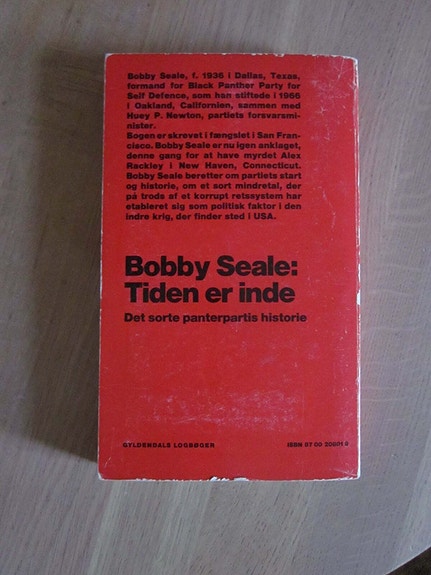 Bobby Seale, f. 1936 i Dallas, Texas,
formand for Black Panther Party for
Self Defence, som han stiftede i 1966
i Oakland, Californien, sammen med
Huey P. Newton, partiets forsvarsmi-
nister.
Bogen er skrevet i fængslet i San Fran-
cisco. Bobby Seale er nu igen anklaget,
denne gang for at have myrdet Alex
Rackley i New Haven, Connecticut.
Bobby Seale beretter om partiets start
og historie, om et sort mindretal, der
på trods af et korrupt retssystem har
etableret sig som politisk faktor i den
indre krig, der finder sted i USA.
Bobby Seale:
Tiden er inde
Det sorte panterpartis historie
GYLDENDALS LOGBØGER
ISBN 87 00